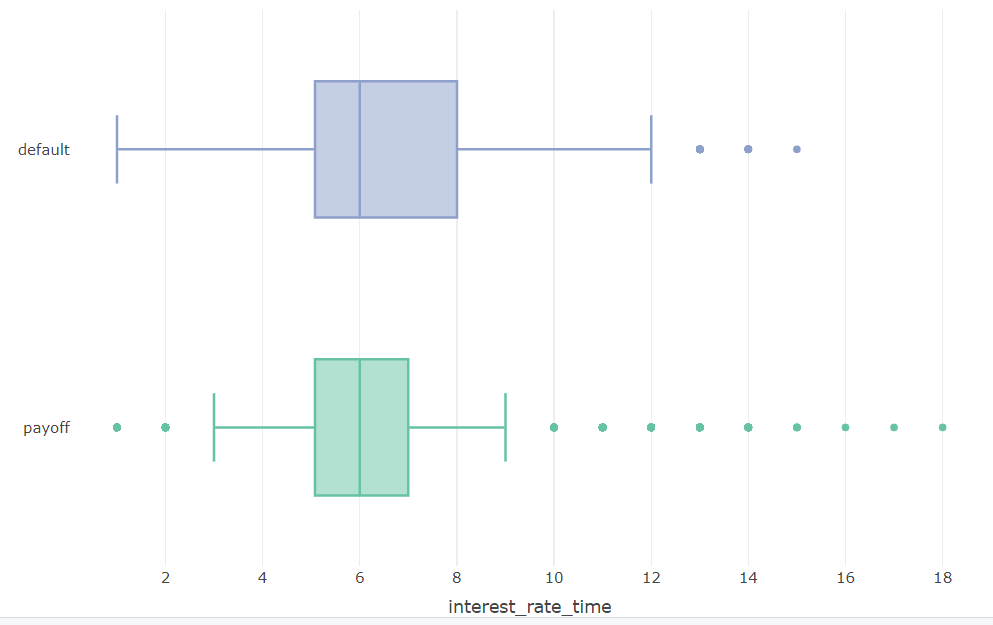 default
payoff
2 4 6 8 10 12 14 16 18
interest_rate_time